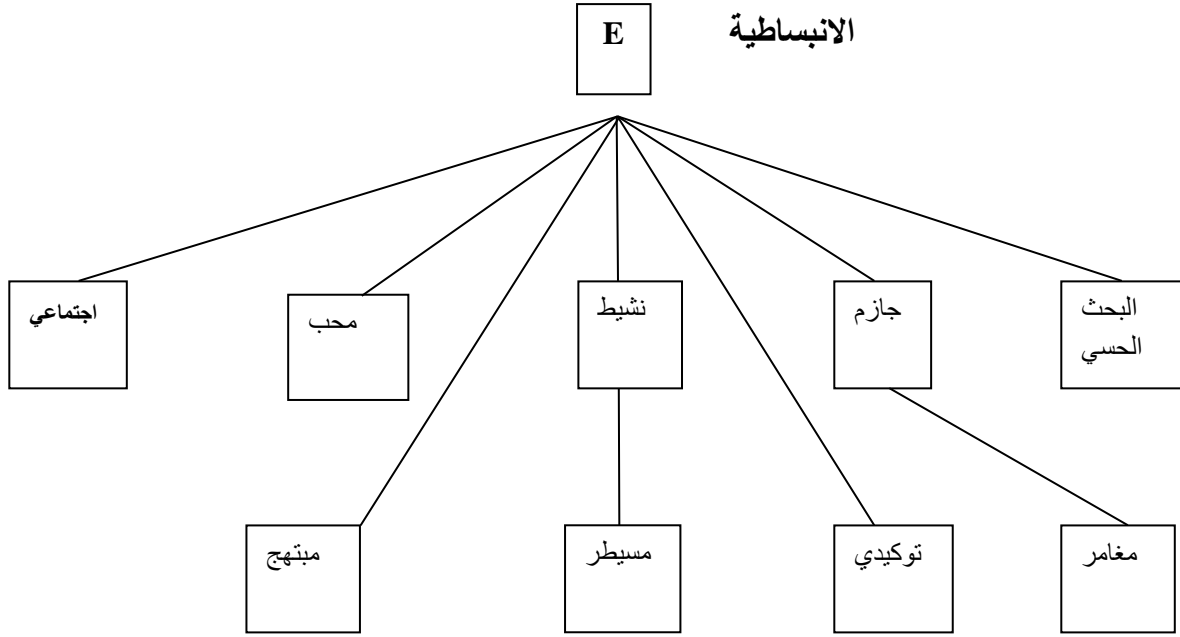 الانبساطية
E
البحث
الحسي
جازم
نشيط
محب
اجتماعي
مغامر
توكيدي
مسيطر
مبتهج